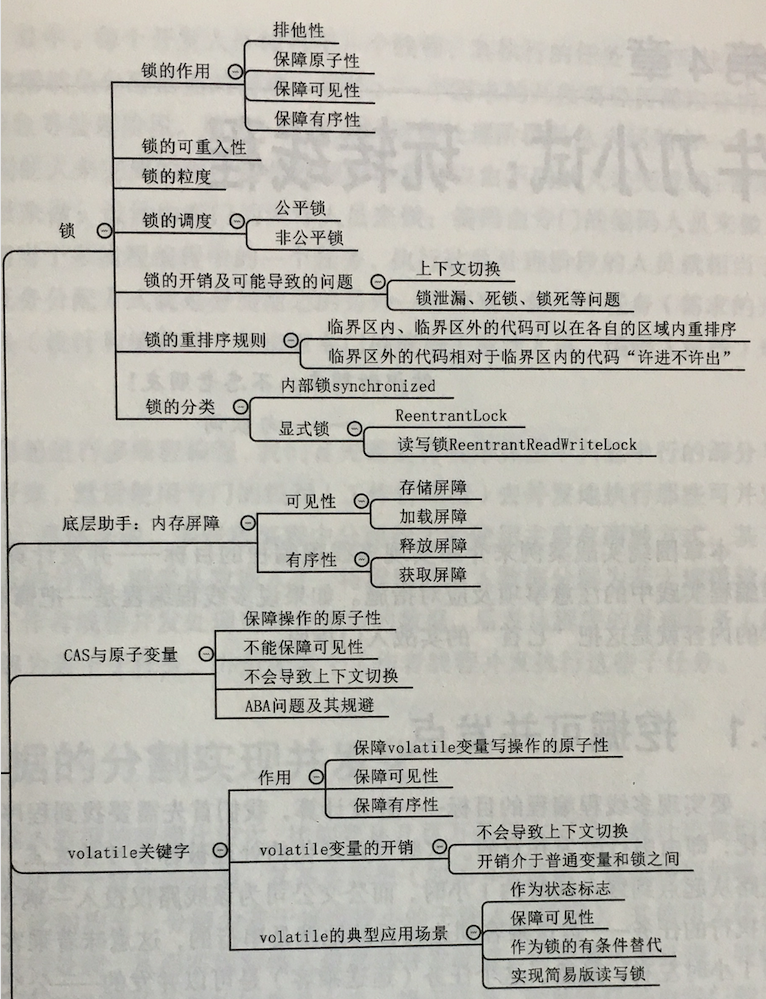 锁
锁的作用
排他性
保障原子性
保障可见性
保障有序性
锁的可重入性
锁的粒度
锁的调度
公平锁
非公平锁
锁的开销及可能导致的问题
上下文切换
锁泄漏、死锁、锁死等问题
锁的重排序规则
临界区内、临界区外的代码可以在各自的区域内重排序
临界区外的代码相对于临界区内的代码“许进不许出”
锁的分类
内部锁synchronized
显式锁
ReentrantLock
读写锁ReentrantReadWriteLock
底层助手：内存屏障
可见性
存储屏障
加载屏障
有序性
释放屏障
获取屏障
CAS与原子变量
保障操作的原子性
不能保障可见性
不会导致上下文切换
ABA问题及其规避
volatile关键字
作用
保障volatile变量写操作的原子性
保障可见性
保障有序性
volatile变量的开销
不会导致上下文切换
开销介于普通变量和锁之间
volatile的典型应用场景
作为状态标志
保障可见性
作为锁的有条件替代
实现简易版读写锁